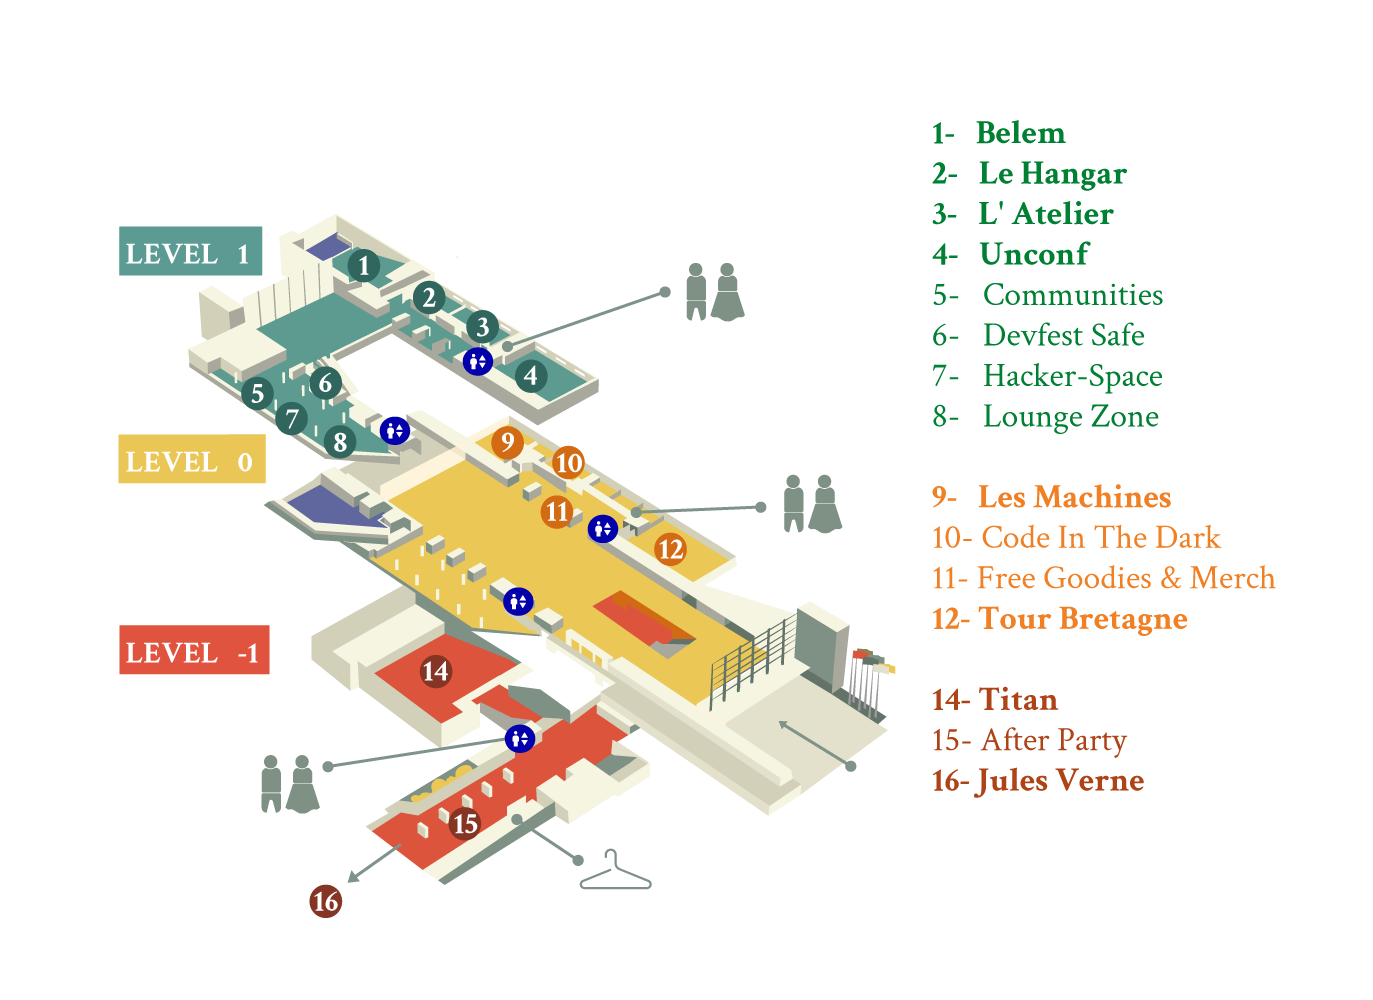 LEVEL 1
1
2
3
4
5
6
7
8
LEVEL 0
9
10
11
12
LEVEL -1
14
15
16
1- Belem
2- Le Hangar
3- L' Atelier
4- Unconf
5- Communities
6- Devfest Safe
7- Hacker-Space
8- Lounge Zone
9- Les Machines
10- Code In The Dark
11- Free Goodies & Merch
12- Tour Bretagne
14- Titan
15- After Party
16- Jules Verne